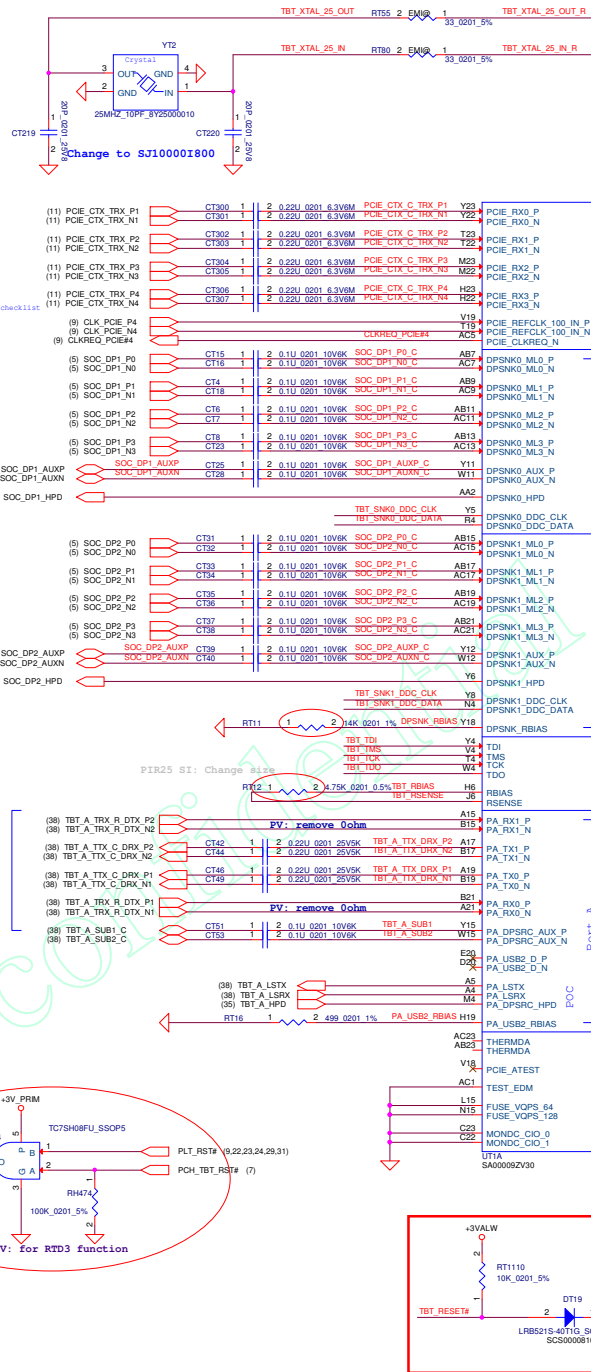 TBT_XTAL_25_OUT RT55 2 EMI@ 1 TBT_XTAL_25_OUT_R
33_0201_5%
TBT_XTAL_25_IN RT80 2 EMI@ 1 TBT_XTAL_25_IN_R
33_0201_5%
YT2
Crystal
3 OUT GND 4
2 GND IN 1
25MHZ_10PF_8Y25000010
CT219 1 2 20P_0201_25V8
CT220 1 2 20P_0201_25V8
Change to SJ10000I800
(11) PCIE_CTX_TRX_P1 CT300 1 2 0.22U_0201_6.3V6M PCIE_CTX_C_TRX_P1 Y23 PCIE_RX0_P
(11) PCIE_CTX_TRX_N1 CT301 1 2 0.22U_0201_6.3V6M PCIE_CTX_C_TRX_N1 Y22 PCIE_RX0_N
(11) PCIE_CTX_TRX_P2 CT302 1 2 0.22U_0201_6.3V6M PCIE_CTX_C_TRX_P2 T23 PCIE_RX1_P
(11) PCIE_CTX_TRX_N2 CT303 1 2 0.22U_0201_6.3V6M PCIE_CTX_C_TRX_N2 T22 PCIE_RX1_N
(11) PCIE_CTX_TRX_P3 CT304 1 2 0.22U_0201_6.3V6M PCIE_CTX_C_TRX_P3 M23 PCIE_RX2_P
(11) PCIE_CTX_TRX_N3 CT305 1 2 0.22U_0201_6.3V6M PCIE_CTX_C_TRX_N3 M22 PCIE_RX2_N
(11) PCIE_CTX_TRX_P4 CT306 1 2 0.22U_0201_6.3V6M PCIE_CTX_C_TRX_P4 H23 PCIE_RX3_P
(11) PCIE_CTX_TRX_N4 CT307 1 2 0.22U_0201_6.3V6M PCIE_CTX_C_TRX_N4 H22 PCIE_RX3_N
checklist
(9) CLK_PCIE_P4 V19 PCIE_REFCLK_100_IN_P
(9) CLK_PCIE_N4 T19 PCIE_REFCLK_100_IN_N
(9) CLKREQ_PCIE#4 CLKREQ_PCIE#4 AC5 PCIE_CLKREQ_N
(5) SOC_DP1_P0 CT15 1 2 0.1U_0201_10V6K SOC_DP1_P0_C AB7 DPSNK0_ML0_P
(5) SOC_DP1_N0 CT16 1 2 0.1U_0201_10V6K SOC_DP1_N0_C AC7 DPSNK0_ML0_N
(5) SOC_DP1_P1 CT4 1 2 0.1U_0201_10V6K SOC_DP1_P1_C AB9 DPSNK0_ML1_P
(5) SOC_DP1_N1 CT18 1 2 0.1U_0201_10V6K SOC_DP1_N1_C AC9 DPSNK0_ML1_N
(5) SOC_DP1_P2 CT6 1 2 0.1U_0201_10V6K SOC_DP1_P2_C AB11 DPSNK0_ML2_P
(5) SOC_DP1_N2 CT7 1 2 0.1U_0201_10V6K SOC_DP1_N2_C AC11 DPSNK0_ML2_N
(5) SOC_DP1_P3 CT8 1 2 0.1U_0201_10V6K SOC_DP1_P3_C AB13 DPSNK0_ML3_P
(5) SOC_DP1_N3 CT23 1 2 0.1U_0201_10V6K SOC_DP1_N3_C AC13 DPSNK0_ML3_N
SOC_DP1_AUXP SOC_DP1_AUXP CT25 1 2 0.1U_0201_10V6K SOC_DP1_AUXP_C Y11 DPSNK0_AUX_P
SOC_DP1_AUXN SOC_DP1_AUXN CT28 1 2 0.1U_0201_10V6K SOC_DP1_AUXN_C W11 DPSNK0_AUX_N
SOC_DP1_HPD AA2 DPSNK0_HPD
TBT_SNK0_DDC_CLK Y5 DPSNK0_DDC_CLK
TBT_SNK0_DDC_DATA R4 DPSNK0_DDC_DATA
(5) SOC_DP2_P0 CT31 1 2 0.1U_0201_10V6K SOC_DP2_P0_C AB15 DPSNK1_ML0_P
(5) SOC_DP2_N0 CT32 1 2 0.1U_0201_10V6K SOC_DP2_N0_C AC15 DPSNK1_ML0_N
(5) SOC_DP2_P1 CT33 1 2 0.1U_0201_10V6K SOC_DP2_P1_C AB17 DPSNK1_ML1_P
(5) SOC_DP2_N1 CT34 1 2 0.1U_0201_10V6K SOC_DP2_N1_C AC17 DPSNK1_ML1_N
(5) SOC_DP2_P2 CT35 1 2 0.1U_0201_10V6K SOC_DP2_P2_C AB19 DPSNK1_ML2_P
(5) SOC_DP2_N2 CT36 1 2 0.1U_0201_10V6K SOC_DP2_N2_C AC19 DPSNK1_ML2_N
(5) SOC_DP2_P3 CT37 1 2 0.1U_0201_10V6K SOC_DP2_P3_C AB21 DPSNK1_ML3_P
(5) SOC_DP2_N3 CT38 1 2 0.1U_0201_10V6K SOC_DP2_N3_C AC21 DPSNK1_ML3_N
SOC_DP2_AUXP SOC_DP2_AUXP CT39 1 2 0.1U_0201_10V6K SOC_DP2_AUXP_C Y12 DPSNK1_AUX_P
SOC_DP2_AUXN SOC_DP2_AUXN CT40 1 2 0.1U_0201_10V6K SOC_DP2_AUXN_C W12 DPSNK1_AUX_N
SOC_DP2_HPD Y6 DPSNK1_HPD
TBT_SNK1_DDC_CLK Y8 DPSNK1_DDC_CLK
TBT_SNK1_DDC_DATA N4 DPSNK1_DDC_DATA
RT11 1 2 14K_0201_1% DPSNK_RBIAS Y18 DPSNK_RBIAS
TBT_TDI Y4 TDI
TBT_TMS V4 TMS
TBT_TCK T4 TCK
TBT_TDO W4 TDO
PIR25 SI: Change size
RT12 1 2 4.75K_0201_0.5% TBT_RBIAS H6 RBIAS
TBT_RSENSE J6 RSENSE
(38) TBT_A_TRX_R_DTX_P2 A15 PA_RX1_P
(38) TBT_A_TRX_R_DTX_N2 PV: remove 0ohm B15 PA_RX1_N
(38) TBT_A_TTX_C_DRX_P2 CT42 1 2 0.22U_0201_25V5K TBT_A_TTX_DRX_P2 A17 PA_TX1_P
(38) TBT_A_TTX_C_DRX_N2 CT44 1 2 0.22U_0201_25V5K TBT_A_TTX_DRX_N2 B17 PA_TX1_N
(38) TBT_A_TTX_C_DRX_P1 CT46 1 2 0.22U_0201_25V5K TBT_A_TTX_DRX_P1 A19 PA_TX0_P
(38) TBT_A_TTX_C_DRX_N1 CT49 1 2 0.22U_0201_25V5K TBT_A_TTX_DRX_N1 B19 PA_TX0_N
(38) TBT_A_TRX_R_DTX_P1 B21 PA_RX0_P
(38) TBT_A_TRX_R_DTX_N1 PV: remove 0ohm A21 PA_RX0_N
(38) TBT_A_SUB1_C CT51 1 2 0.1U_0201_10V6K TBT_A_SUB1 Y15 PA_DPSRC_AUX_P
(38) TBT_A_SUB2_C CT53 1 2 0.1U_0201_10V6K TBT_A_SUB2 W15 PA_DPSRC_AUX_N
Port A
E20 PA_USB2_D_P
D20 PA_USB2_D_N
(38) TBT_A_LSTX A5 PA_LSTX
(38) TBT_A_LSRX A4 PA_LSRX
(35) TBT_A_HPD M4 PA_DPSRC_HPD
POC
RT16 1 2 499_0201_1% PA_USB2_RBIAS H19 PA_USB2_RBIAS
AC23 THERMDA
AB23 THERMDA
V18 PCIE_ATEST
AC1 TEST_EDM
L15 FUSE_VQPS_64
N15 FUSE_VQPS_128
C23 MONDC_CIO_0
C22 MONDC_CIO_1
UT1A
SA00009ZV30
confidential
+3V_PRIM
TC7SH08FU_SSOP5
5 P B 1 PLT_RST# (9,22,23,24,29,31)
O G A 2 PCH_TBT_RST# (7)
3
RH474 1 2
100K_0201_5%
V: for RTD3 function
+3VALW
2
RT1110
10K_0201_5%
1
TBT_RESET# 2 DT19
LRB521S-40T1G_S
SCS000081